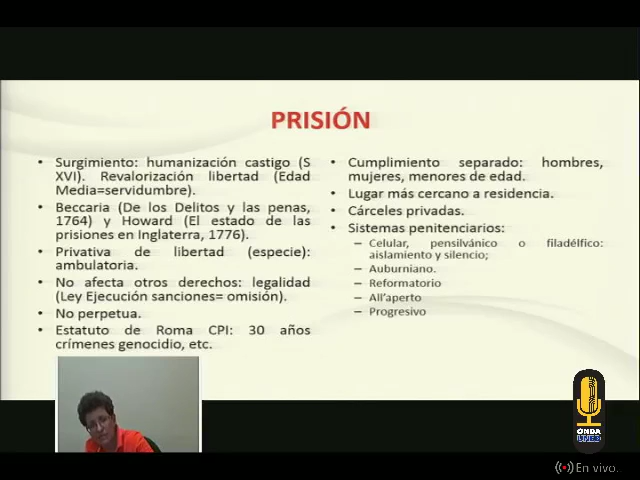 PRISIÓN
• Surgimiento: humanización castigo (S
XVI). Revalorización libertad (Edad
Media=servidumbre).
• Beccaria (De los Delitos y las penas,
1764) y Howard (El estado de las
prisiones en Inglaterra, 1776).
• Privativa de libertad (especie):
ambulatoria.
• No afecta otros derechos: legalidad
(Ley Ejecución sanciones= omisión).
• No perpetua.
• Estatuto de Roma CPI: 30 años
crímenes genocidio, etc.
• Cumplimiento separado: hombres,
mujeres, menores de edad.
• Lugar más cercano a residencia.
• Cárceles privadas.
• Sistemas penitenciarios:
– Celular, pensilvánico o filadélfico:
aislamiento y silencio;
– Auburniano.
– Reformatorio
– All'aperto
– Progresivo
ONDA
UNED
En vivo.